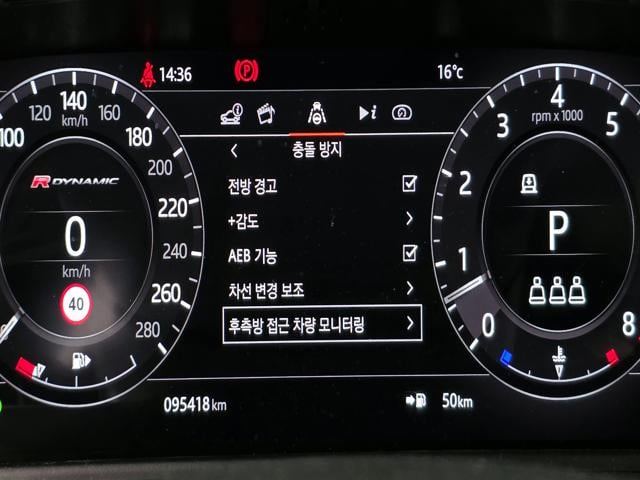 14:36
16°c
120 140 160
100 km/h 180
200
220
240
260
280
R DYNAMIC
0
km/h
40
충돌 방지
전방 경고
+감도
AEB 기능
차선 변경 보조
후측방 접근 차량 모니터링
4
rpm x 1000
3 5
2
1
0 8
P
095418 km
50km